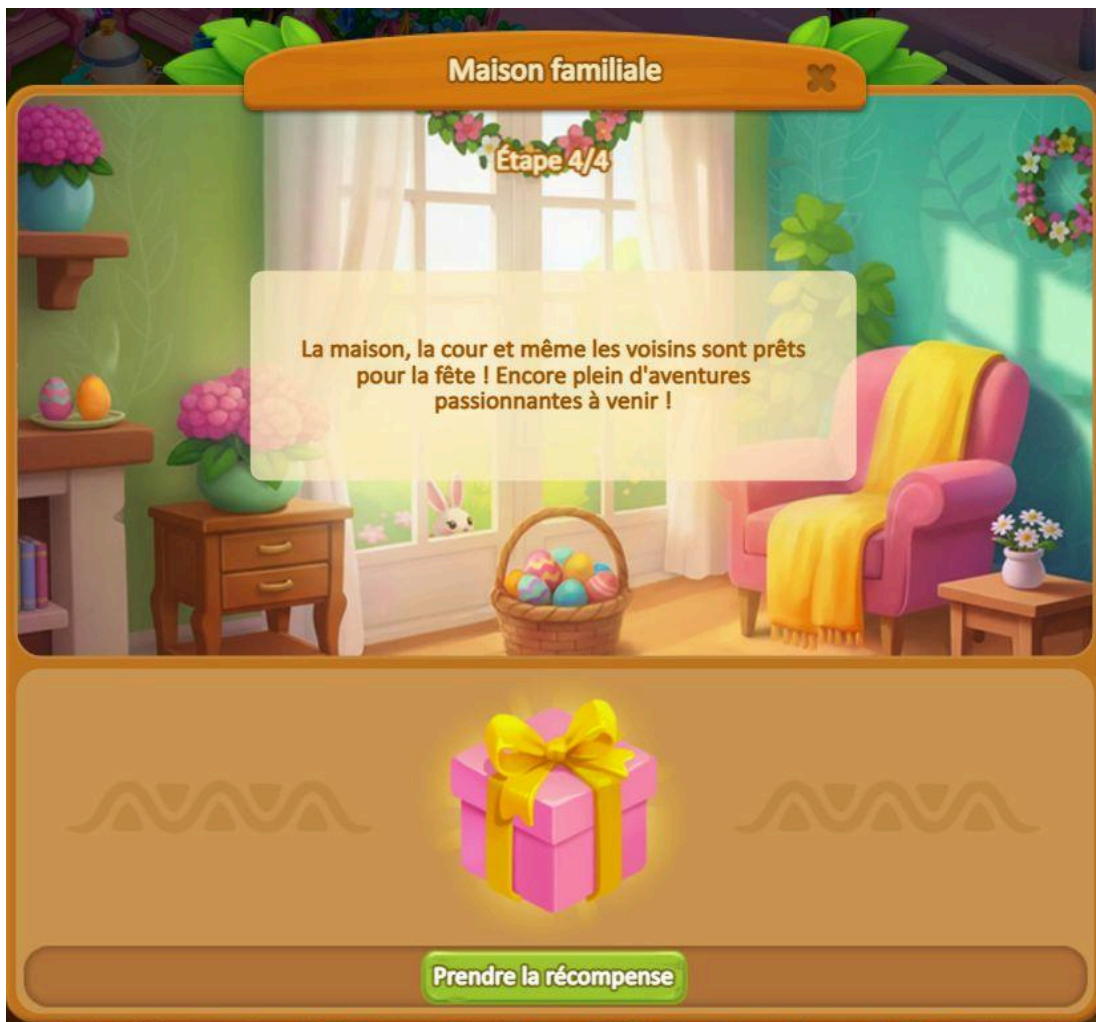 Maison familiale
Étape 4/4
La maison, la cour et même les voisins sont prêts
pour la fête ! Encore plein d'aventures
passionnantes à venir !
Prendre la récompense